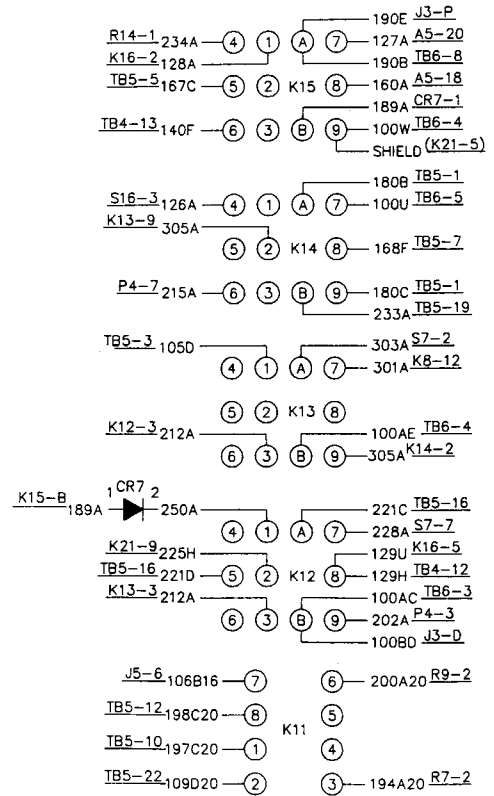 190E J3-P
R14-1 234A 4 1 A 7 127A A5-20
K16-2 128A 190B TB6-8
TB5-5 167C 5 2 K15 8 160A A5-18
189A CR7-1
TB4-13 140F 6 3 B 9 100W TB6-4
SHIELD (K21-5)
180B TB5-1
S16-3 126A 4 1 A 7 100U TB6-5
K13-9 305A
5 2 K14 8 168F TB5-7
P4-7 215A 6 3 B 9 180C TB5-1
233A TB5-19
TB5-3 105D 303A S7-2
4 1 A 7 301A K8-12
5 2 K13 8
K12-3 212A 100AE TB6-4
6 3 B 9 305A K14-2
K15-B 189A 1 CR7 2 250A 221C TB5-16
4 1 A 7 228A S7-7
K21-9 225H 129U K16-5
TB5-16 221D 5 2 K12 8 129H TB4-12
K13-3 212A 100AC TB6-3
6 3 B 9 202A P4-3
100BD J3-D
J5-6 106B16 7 6 200A20 R9-2
TB5-12 198C20 8 5
K11
TB5-10 197C20 1 4
TB5-22 109D20 2 3 194A20 R7-2